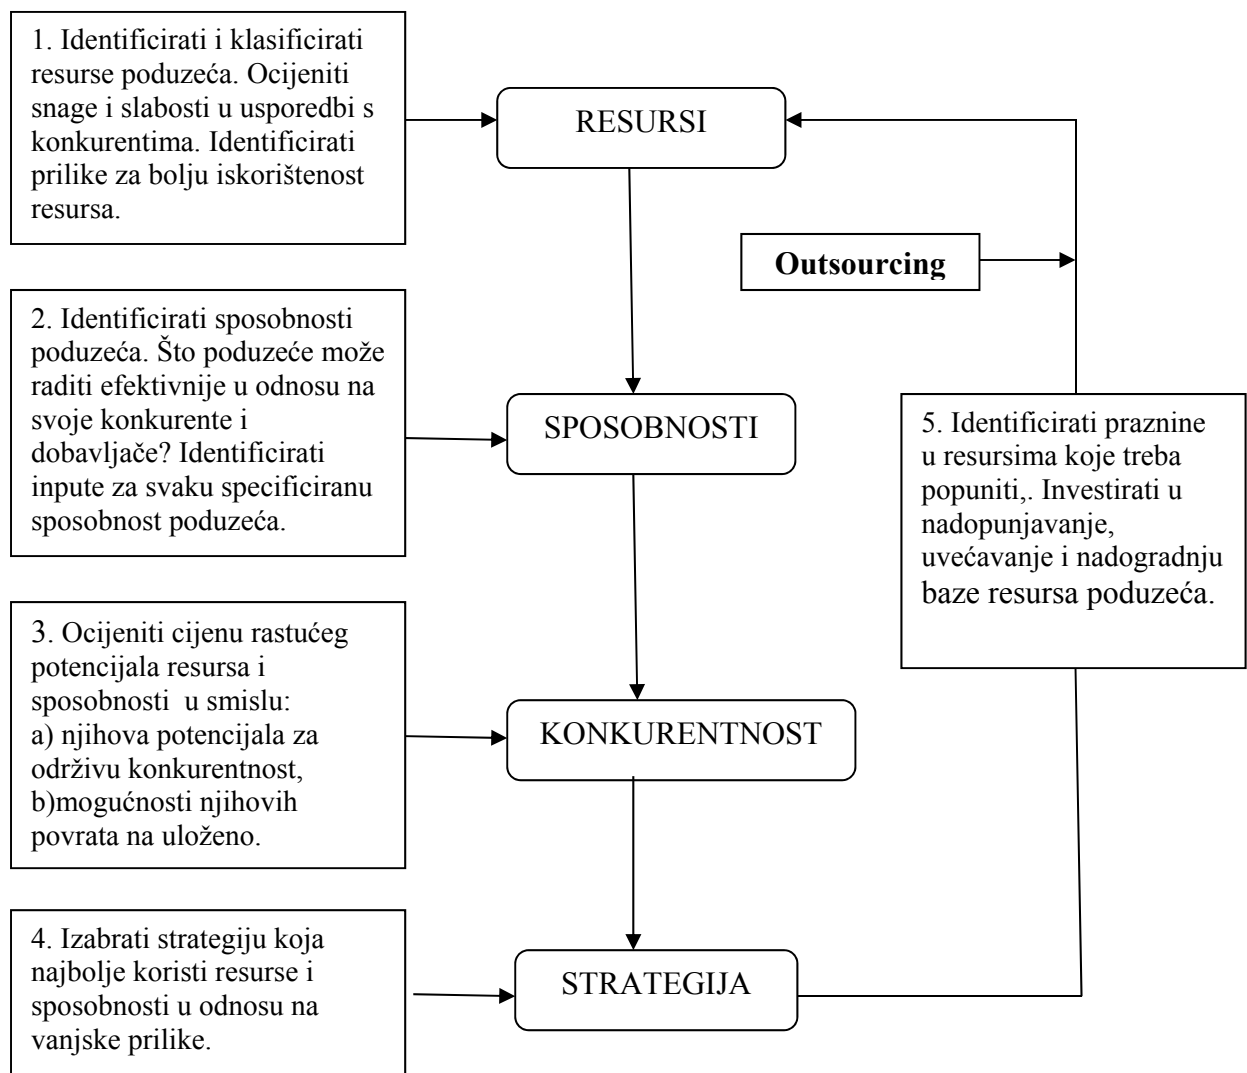 1. Identificirati i klasificirati
resurse poduzeća. Ocijeniti
snage i slabosti u usporedbi s
konkurentima. Identificirati
prilike za bolju iskorištenost
resursa.
RESURSI
Outsourcing
2. Identificirati sposobnosti
poduzeća. Što poduzeće može
raditi efektivnije u odnosu na
svoje konkurente i
dobavljače? Identificirati
inpute za svaku specificiranu
sposobnost poduzeća.
SPOSOBNOSTI
5. Identificirati praznine
u resursima koje treba
popuniti,. Investirati u
nadopunjavanje,
uvećavanje i nadogradnju
baze resursa poduzeća.
3. Ocijeniti cijenu rastućeg
potencijala resursa i
sposobnosti  u smislu:
a) njihova potencijala za
održivu konkurentnost,
b)mogućnosti njihovih
povrata na uloženo.
KONKURENTNOST
4. Izabrati strategiju koja
najbolje koristi resurse i
sposobnosti u odnosu na
vanjske prilike.
STRATEGIJA